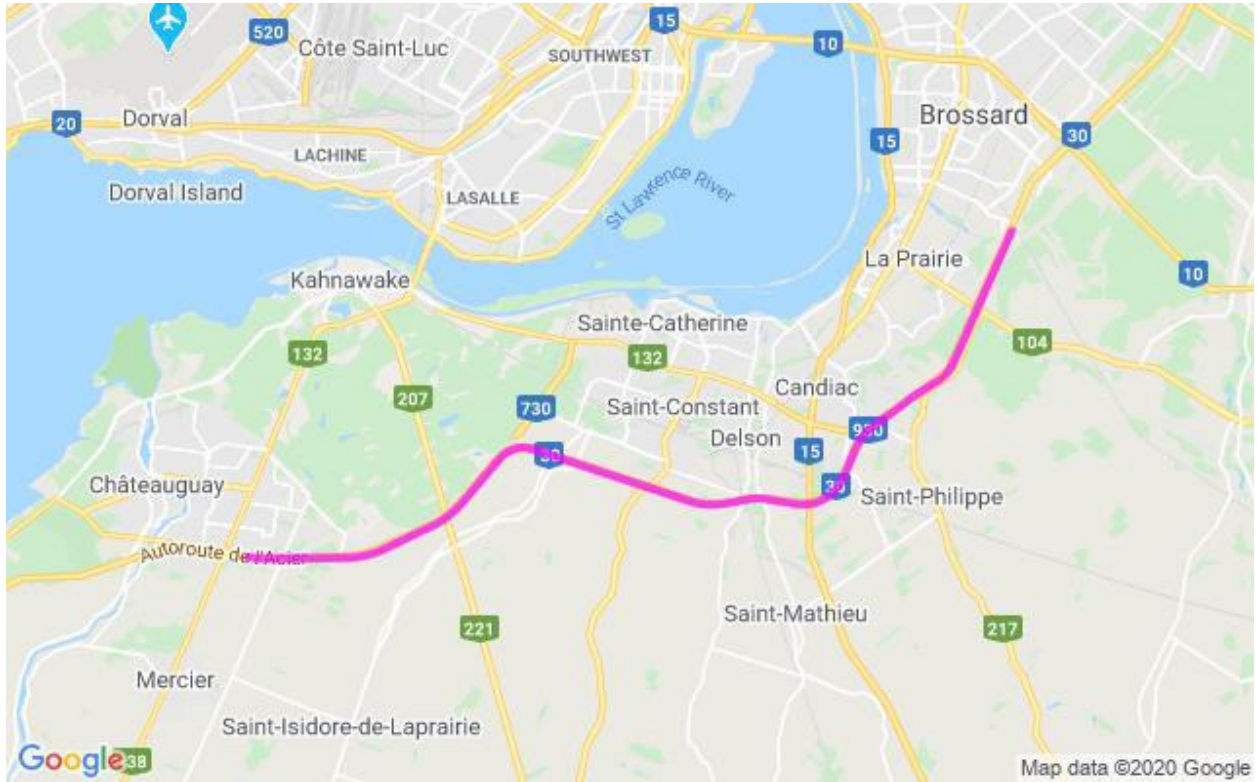 15
520
Côte Saint-Luc
10
SOUTHWEST
Brossard
20
Dorval
15
30
LACHINE
Dorval Island
LASALLE
St Lawrence River
La Prairie
10
Kahnawake
Sainte-Catherine
132
132
104
Candiac
207
730
Saint-Constant
Delson
930
15
30
30
Châteauguay
Saint-Philippe
Autoroute de l'Acier
Saint-Mathieu
221
217
Mercier
Saint-Isidore-de-Laprairie
Google
Map data ©2020 Google